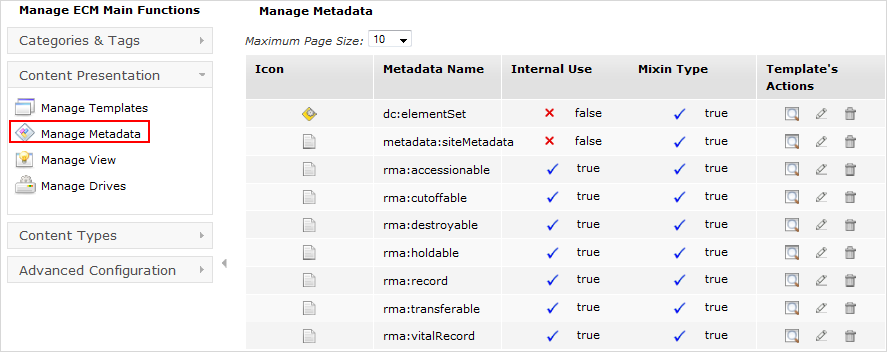 Manage ECM Main Functions
Categories & Tags
Content Presentation
Manage Templates
Manage Metadata
Manage View
Manage Drives
Content Types
Advanced Configuration
Manage Metadata
Maximum Page Size: 10
Icon Metadata Name Internal Use Mixin Type Template's
Actions
dc:elementSet false true
metadata:siteMetadata false true
rma:accessionable true true
rma:cutoffable true true
rma:destroyable true true
rma:holdable true true
rma:record true true
rma:transferable true true
rma:vitalRecord true true